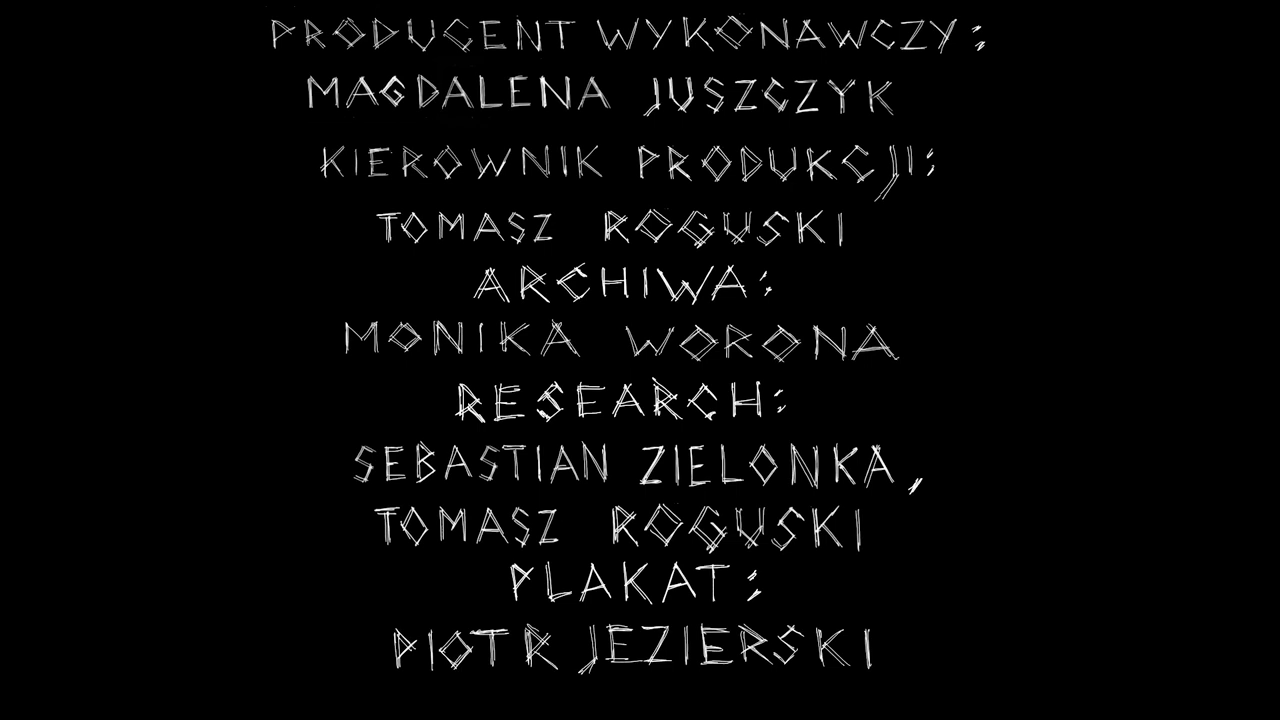 PRODUCENT WYKONAWCZY:
MAGDALENA JUSZCZYK
KIEROWNIK PRODUKCJI:
TOMASZ ROGUSKI
ARCHIWA:
MONIKA WORONA
RESEARCH:
SEBASTIAN ZIELONKA,
TOMASZ ROGUSKI
PLAKAT:
PIOTR JEZIERSKI